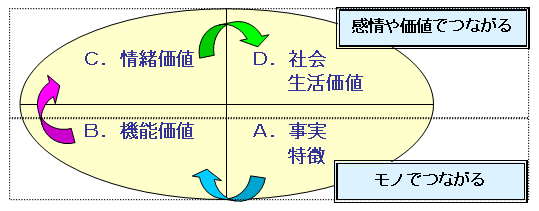 感情や価値でつながる
C．情緒価値
D．社会
生活価値
B．機能価値
A．事実
特徴
モノでつながる